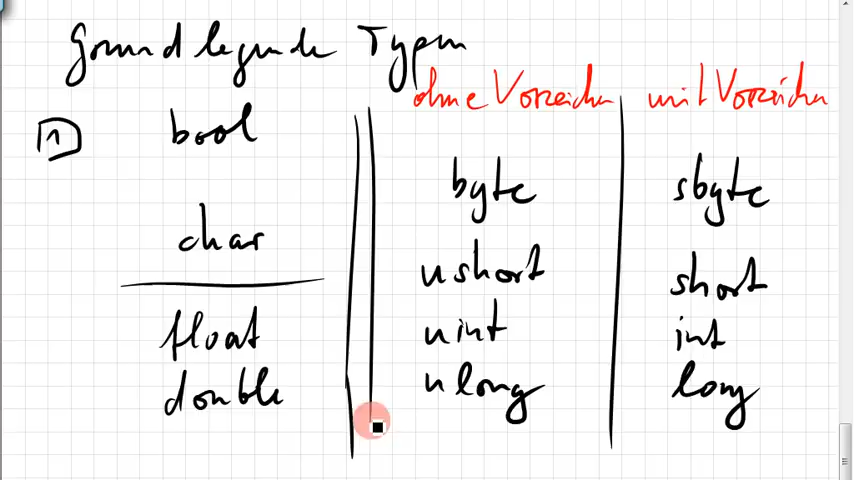 Grundlegende Typen
ohne Vorzeichen mit Vorzeichen
1 bool
byte sbyte
char
ushort short
float uint int
double ulong long